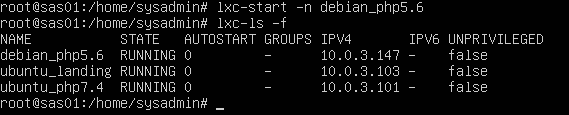 root@sas01:/home/sysadmin# lxc-start -n debian_php5.6
root@sas01:/home/sysadmin# lxc-ls -f
NAME STATE AUTOSTART GROUPS IPV4 IPV6 UNPRIVILEGED
debian_php5.6 RUNNING 0 - 10.0.3.147 - false
ubuntu_landing RUNNING 0 - 10.0.3.103 - false
ubuntu_php7.4 RUNNING 0 - 10.0.3.101 - false
root@sas01:/home/sysadmin# _